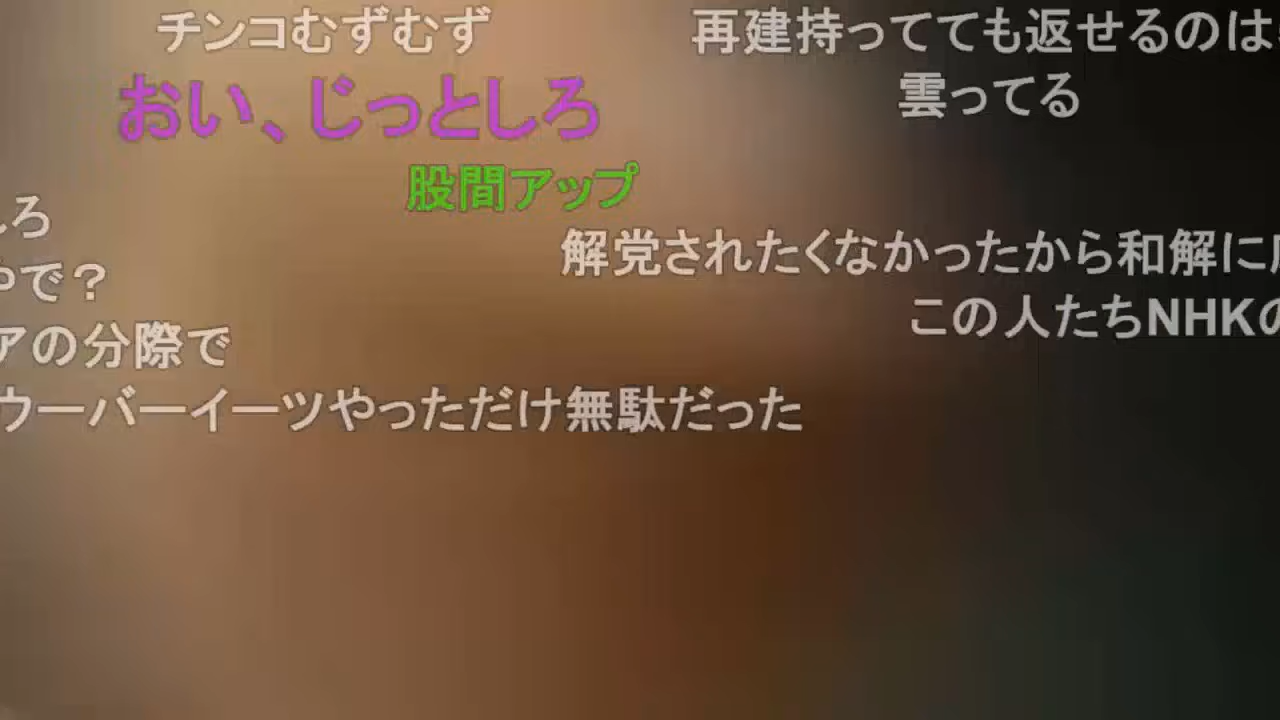 チンコむずむず
再建持ってても返せるのは
おい、じっとしろ
雲ってる
股間アップ
しろ
解党されたくなかったから和解に
やで？
この人たちNHKの
アの分際で
ウーバーイーツやっただけ無駄だった